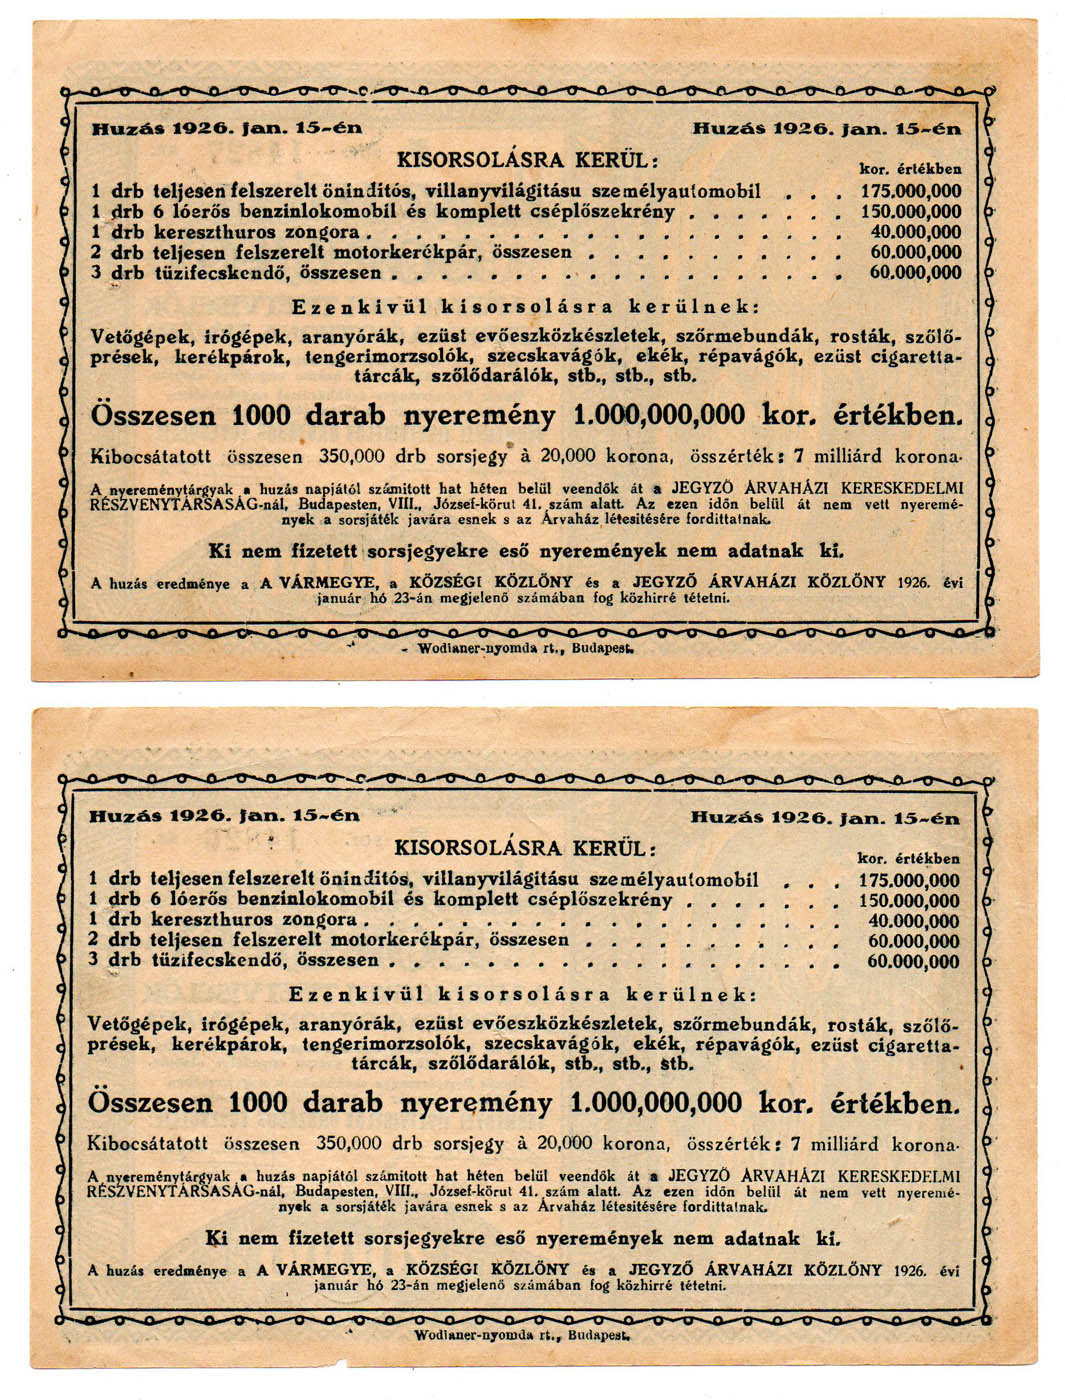 Huzás 1926. jan. 15-én Huzás 1926. jan. 15-én
KISORSOLÁSRA KERÜL:
kor. értékben
1 drb teljesen felszerelt öninditós, villanyvilágitásu személyautomobil . . . 175.000,000
1 drb 6 lóerős benzinlokomobil és komplett cséplőszekrény . . . . . . . 150.000,000
1 drb kereszthuros zongora . . . . . . . . . . . . . . . . . . 40.000,000
2 drb teljesen felszerelt motorkerékpár, összesen . . . . . . . . . . 60.000,000
3 drb tüzifecskendő, összesen . . . . . . . . . . . . . . . . . 60.000,000
Ezenkivül kisorsolásra kerülnek:
Vetőgépek, irógépek, aranyórák, ezüst evőeszközkészletek, szőrmebundák, rosták, szőlő-
prések, kerékpárok, tengerimorzsolók, szecskavágók, ekék, répavágók, ezüst cigaretta-
tárcák, szőlődarálók, stb., stb., stb.
Összesen 1000 darab nyeremény 1.000,000,000 kor. értékben.
Kibocsátatott összesen 350,000 drb sorsjegy à 20,000 korona, összérték: 7 milliárd korona.
A nyereménytárgyak a huzás napjától számitott hat héten belül veendők át a JEGYZŐ ÁRVAHÁZI KERESKEDELMI
RÉSZVÉNYTÁRSASÁG-nál, Budapesten, VIII., József-körut 41. szám alatt. Az ezen időn belül át nem vett nyeremé-
nyek a sorsjáték javára esnek s az Árvaház létesitésére fordittatnak.
Ki nem fizetett sorsjegyekre eső nyeremények nem adatnak ki.
A huzás eredménye a A VÁRMEGYE, a KÖZSÉGI KÖZLÖNY és a JEGYZŐ ÁRVAHÁZI KÖZLÖNY 1926. évi
január hó 23-án megjelenő számában fog közhirré tétetni.
Wodianer-nyomda rt., Budapest.
Huzás 1926. jan. 15-én Huzás 1926. jan. 15-én
KISORSOLÁSRA KERÜL:
kor. értékben
1 drb teljesen felszerelt öninditós, villanyvilágitásu személyautomobil . . . 175.000,000
1 drb 6 lóerős benzinlokomobil és komplett cséplőszekrény . . . . . . . 150.000,000
1 drb kereszthuros zongora . . . . . . . . . . . . . . . . . . 40.000,000
2 drb teljesen felszerelt motorkerékpár, összesen . . . . . . . . . . 60.000,000
3 drb tüzifecskendő, összesen . . . . . . . . . . . . . . . . . 60.000,000
Ezenkivül kisorsolásra kerülnek:
Vetőgépek, irógépek, aranyórák, ezüst evőeszközkészletek, szőrmebundák, rosták, szőlő-
prések, kerékpárok, tengerimorzsolók, szecskavágók, ekék, répavágók, ezüst cigaretta-
tárcák, szőlődarálók, stb., stb., stb.
Összesen 1000 darab nyeremény 1.000,000,000 kor. értékben.
Kibocsátatott összesen 350,000 drb sorsjegy à 20,000 korona, összérték: 7 milliárd korona.
A nyereménytárgyak a huzás napjától számitott hat héten belül veendők át a JEGYZŐ ÁRVAHÁZI KERESKEDELMI
RÉSZVÉNYTÁRSASÁG-nál, Budapesten, VIII., József-körut 41. szám alatt. Az ezen időn belül át nem vett nyeremé-
nyek a sorsjáték javára esnek s az Árvaház létesitésére fordittatnak.
Ki nem fizetett sorsjegyekre eső nyeremények nem adatnak ki.
A huzás eredménye a A VÁRMEGYE, a KÖZSÉGI KÖZLÖNY és a JEGYZŐ ÁRVAHÁZI KÖZLÖNY 1926. évi
január hó 23-án megjelenő számában fog közhirré tétetni.
Wodianer-nyomda rt., Budapest.